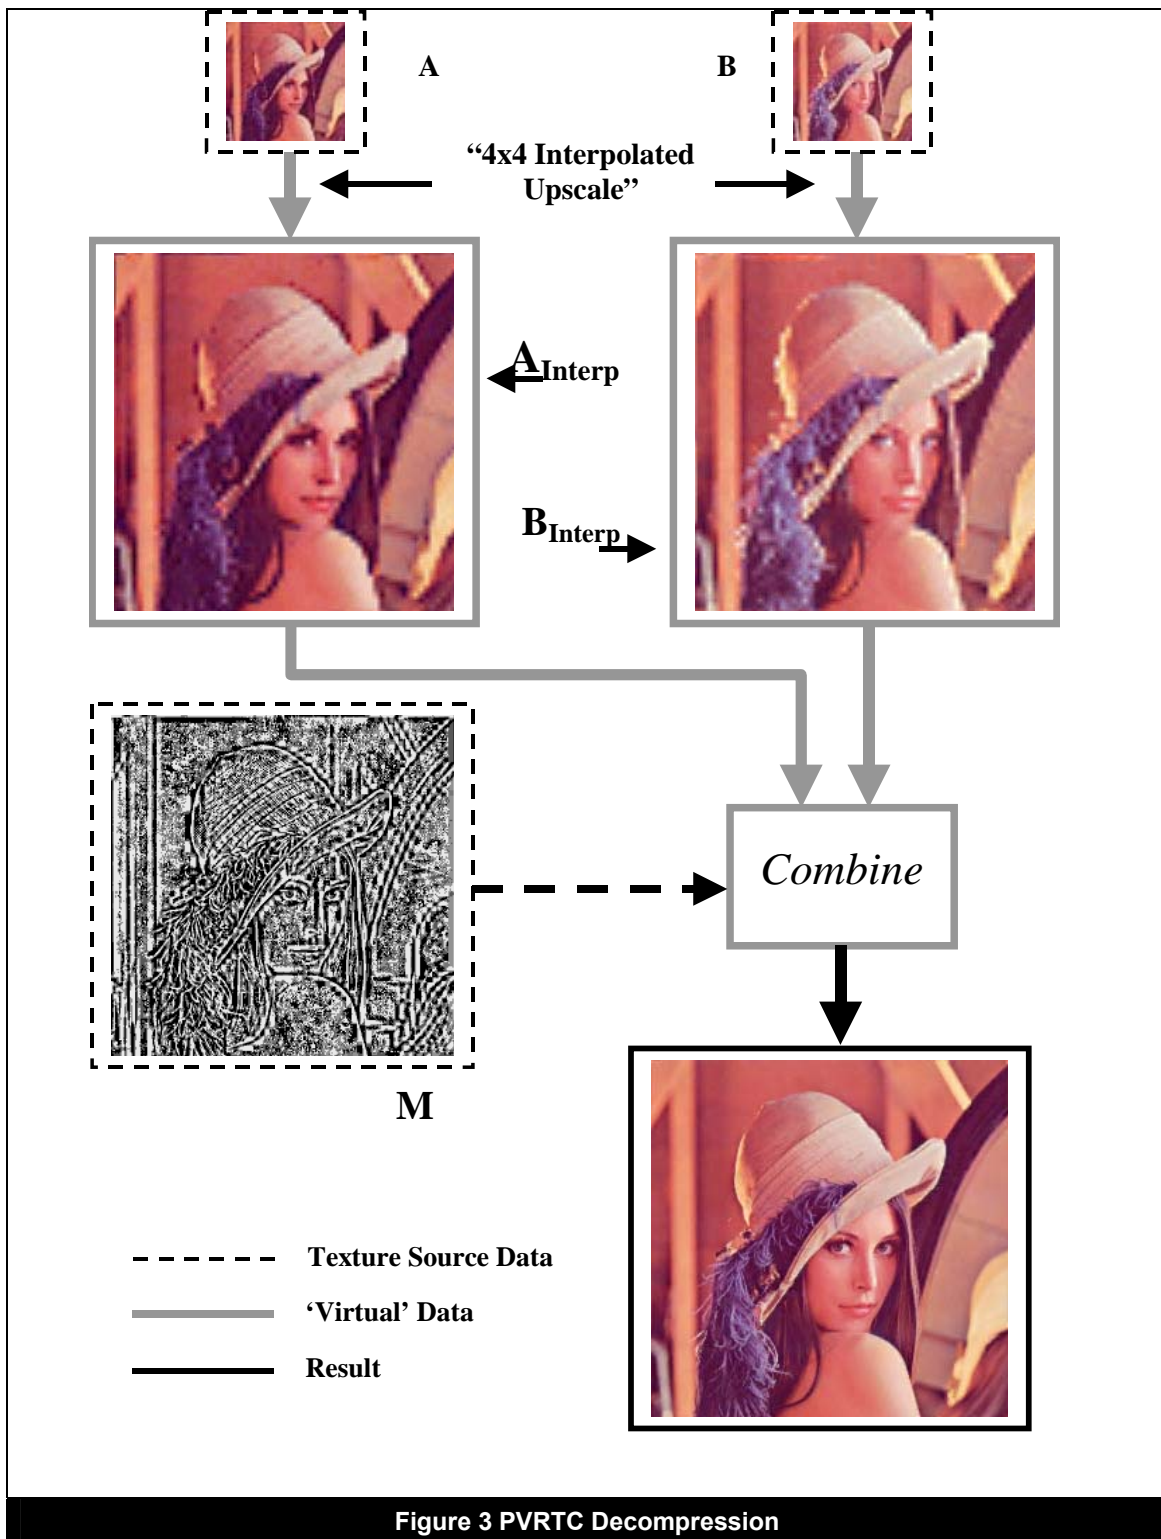 A
B
“4x4 Interpolated
Upscale”
AInterp
BInterp
Combine
M
Texture Source Data
‘Virtual’ Data
Result
Figure 3 PVRTC Decompression